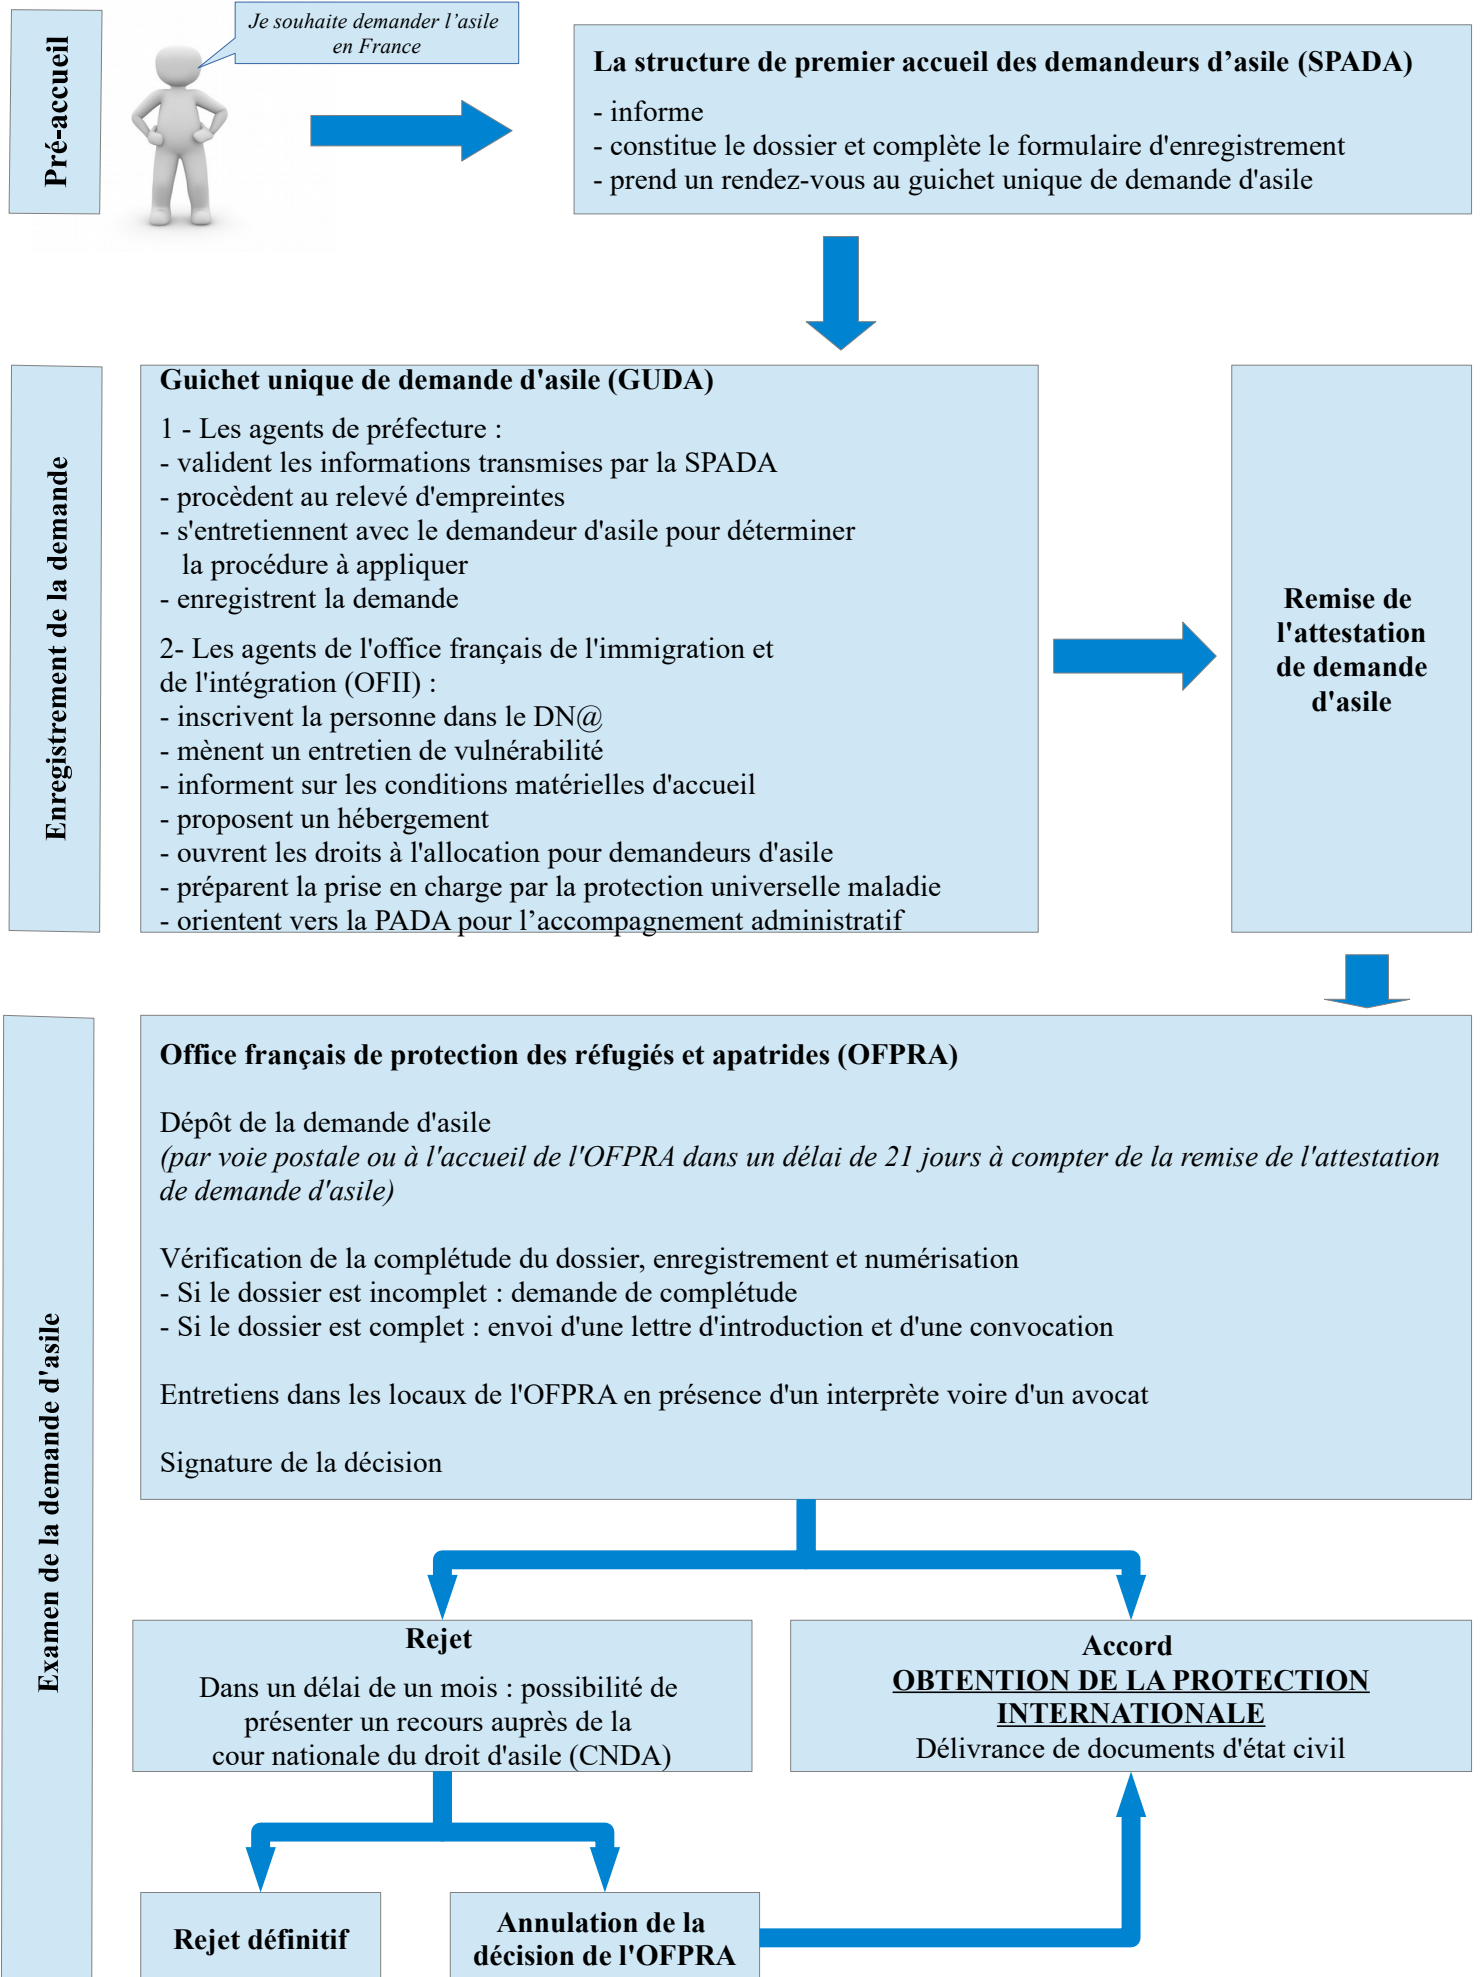 Pré-accueil
Je souhaite demander l’asile
en France
La structure de premier accueil des demandeurs d’asile (SPADA)
- informe
- constitue le dossier et complète le formulaire d'enregistrement
- prend un rendez-vous au guichet unique de demande d'asile
Enregistrement de la demande
Guichet unique de demande d'asile (GUDA)
1 - Les agents de préfecture :
- valident les informations transmises par la SPADA
- procèdent au relevé d'empreintes
- s'entretiennent avec le demandeur d'asile pour déterminer
la procédure à appliquer
- enregistrent la demande
2- Les agents de l'office français de l'immigration et
de l'intégration (OFII) :
- inscrivent la personne dans le DN@
- mènent un entretien de vulnérabilité
- informent sur les conditions matérielles d'accueil
- proposent un hébergement
- ouvrent les droits à l'allocation pour demandeurs d'asile
- préparent la prise en charge par la protection universelle maladie
- orientent vers la PADA pour l’accompagnement administratif
Remise de
l'attestation
de demande
d'asile
Examen de la demande d'asile
Office français de protection des réfugiés et apatrides (OFPRA)
Dépôt de la demande d'asile
(par voie postale ou à l'accueil de l'OFPRA dans un délai de 21 jours à compter de la remise de l'attestation
de demande d'asile)
Vérification de la complétude du dossier, enregistrement et numérisation
- Si le dossier est incomplet : demande de complétude
- Si le dossier est complet : envoi d'une lettre d'introduction et d'une convocation
Entretiens dans les locaux de l'OFPRA en présence d'un interprète voire d'un avocat
Signature de la décision
Rejet
Dans un délai de un mois : possibilité de
présenter un recours auprès de la
cour nationale du droit d'asile (CNDA)
Accord
OBTENTION DE LA PROTECTION
INTERNATIONALE
Délivrance de documents d'état civil
Rejet définitif
Annulation de la
décision de l'OFPRA